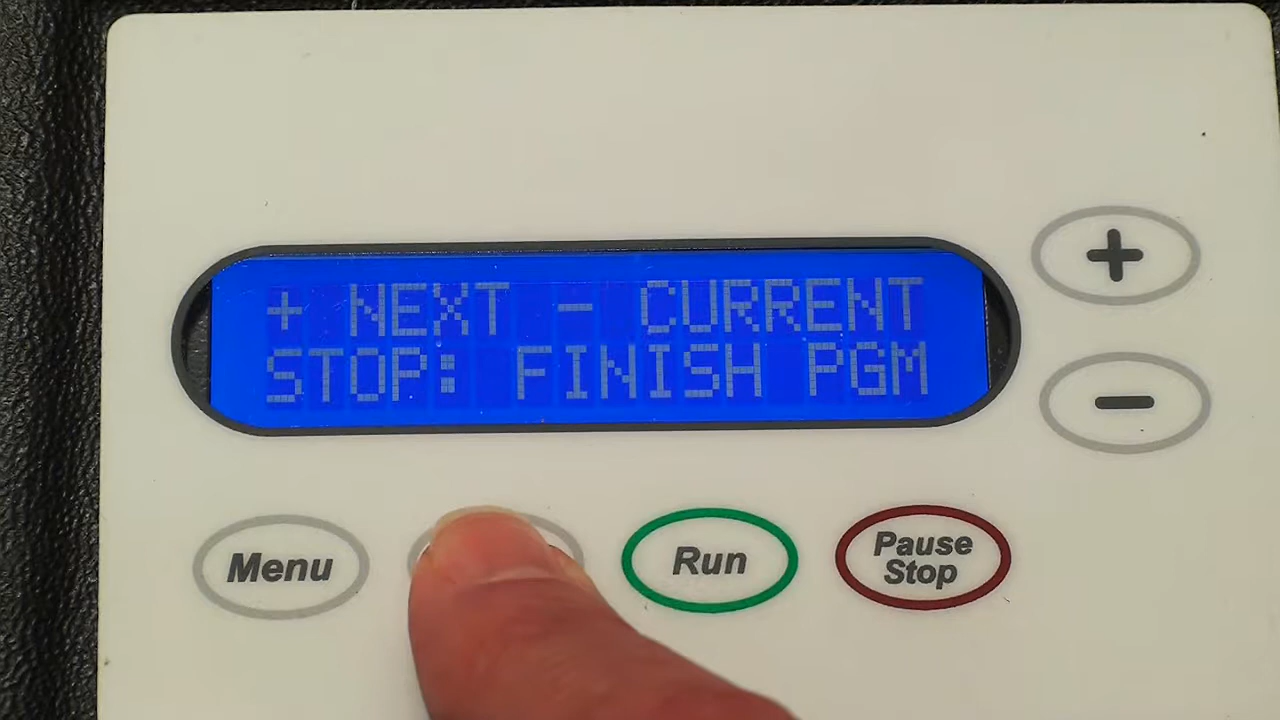 + NEXT - CURRENT
STOP: FINISH PGM
+
-
Menu
Run
Pause
Stop